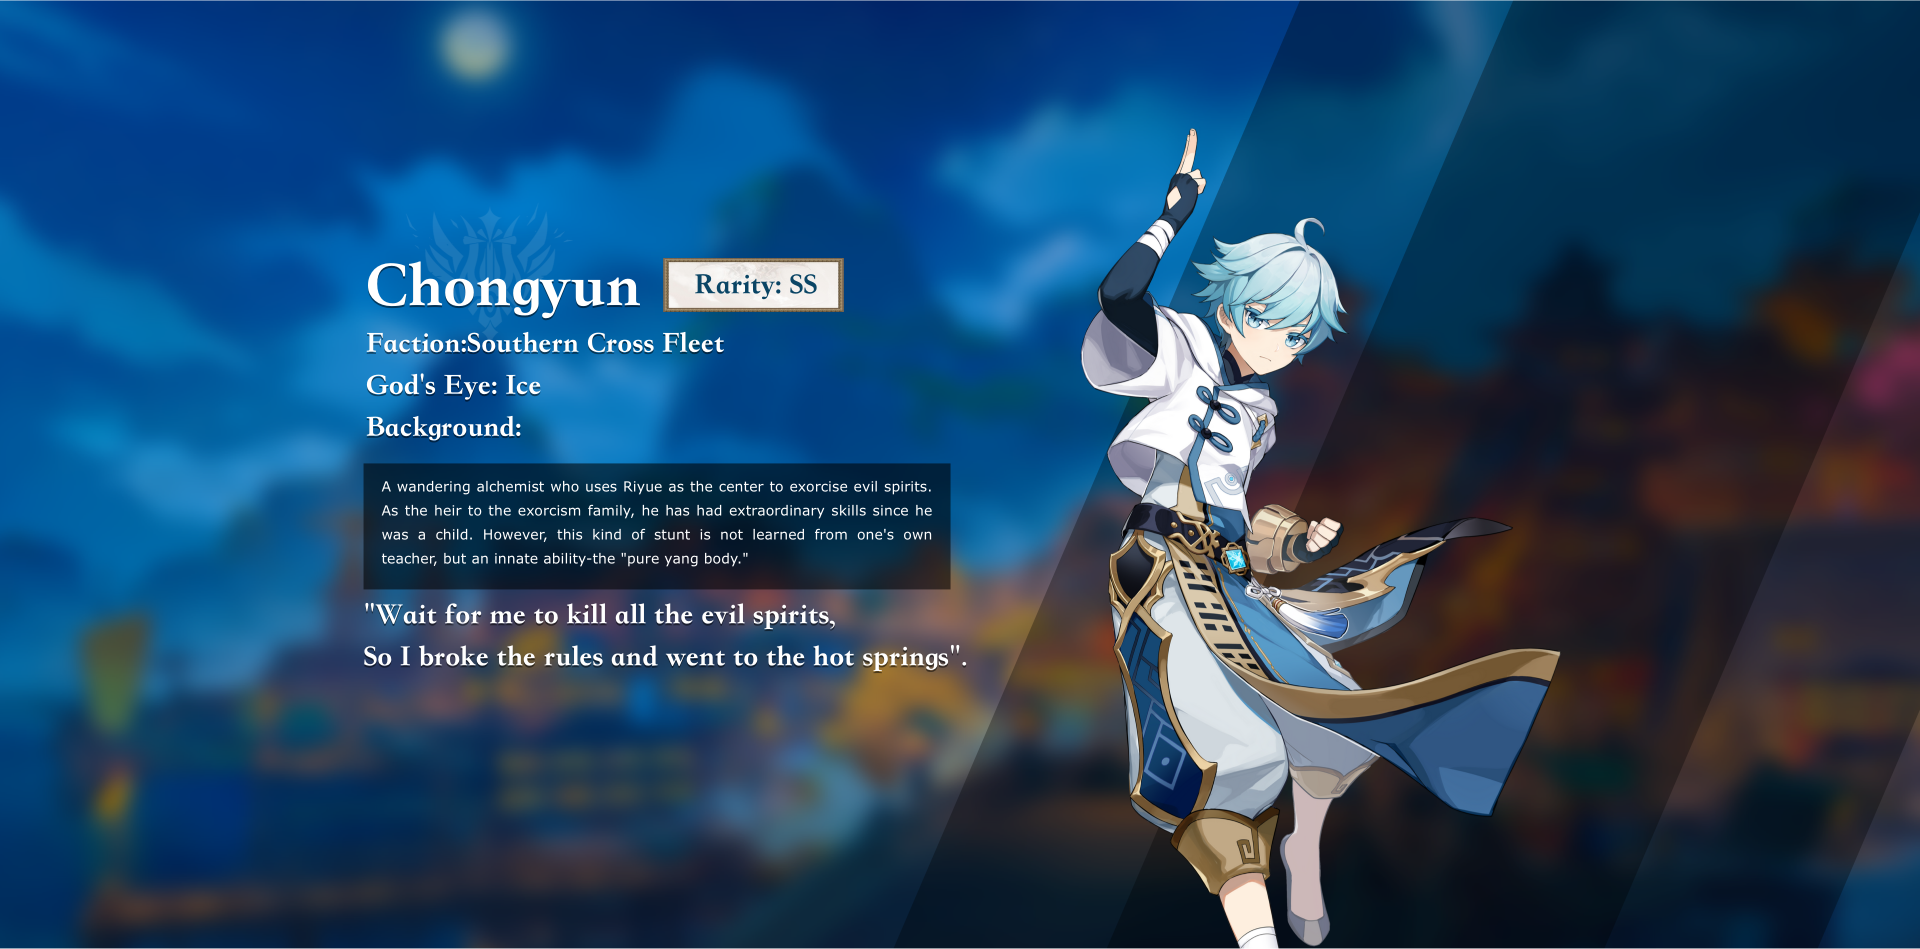 Chongyun
Rarity: SS
Faction:Southern Cross Fleet
God's Eye: Ice
Background:
A wandering alchemist who uses Riyue as the center to exorcise evil spirits.
As the heir to the exorcism family, he has had extraordinary skills since he
was a child. However, this kind of stunt is not learned from one's own
teacher, but an innate ability-the "pure yang body."
"Wait for me to kill all the evil spirits,
So I broke the rules and went to the hot springs".